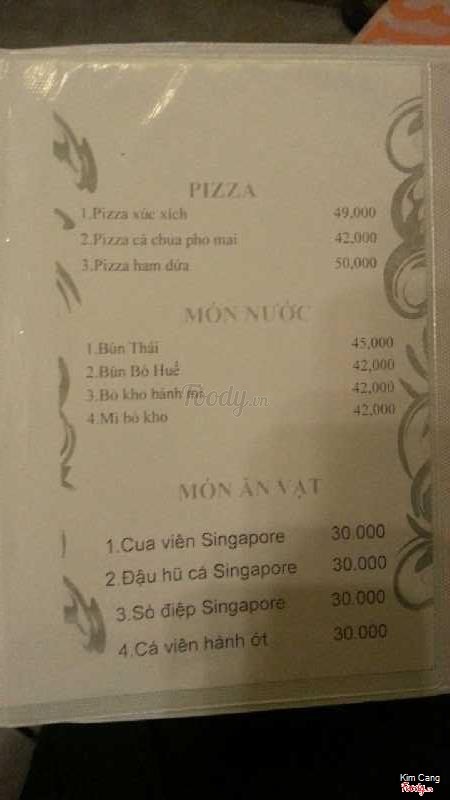 PIZZA
1.Pizza xúc xích 49,000
2.Pizza cà chua pho mai 42,000
3.Pizza ham dứa 50,000
MÓN NƯỚC
1.Bún Thái 45,000
2.Bún Bò Huế 42,000
3.Bò kho bánh mì 42,000
4.Mì bò kho 42,000
Foody.vn
MÓN ĂN VẶT
1.Cua viên Singapore 30.000
2.Đậu hũ cá Singapore 30.000
3.Sò điệp Singapore 30.000
4.Cá viên hành ớt 30.000
Kim Cang
Foody.vn